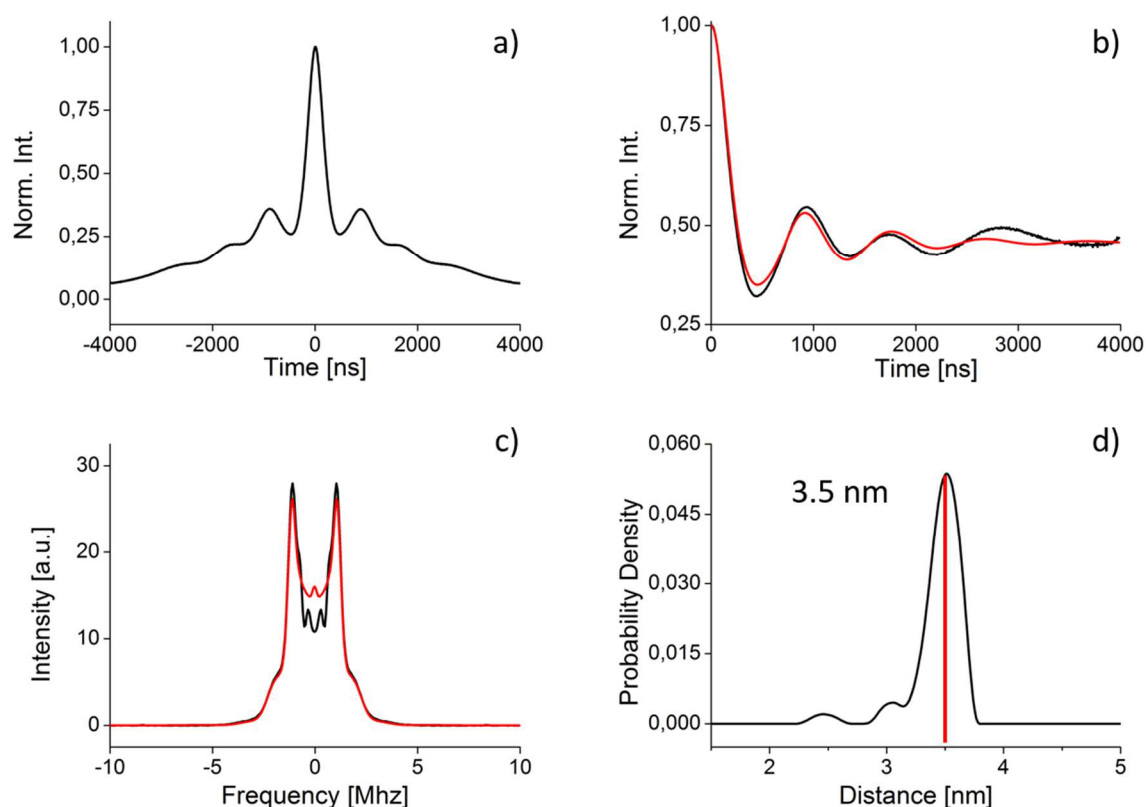 a)
Norm. Int.
1,00
0,75
0,50
0,25
0,00
-4000
-2000
0
2000
4000
Time [ns]
b)
Norm. Int.
1,00
0,75
0,50
0,25
0
1000
2000
3000
4000
Time [ns]
c)
Intensity [a.u.]
30
20
10
0
-10
-5
0
5
10
Frequency [Mhz]
d)
3.5 nm
Probability Density
0,060
0,045
0,030
0,015
0,000
2
3
4
5
Distance [nm]